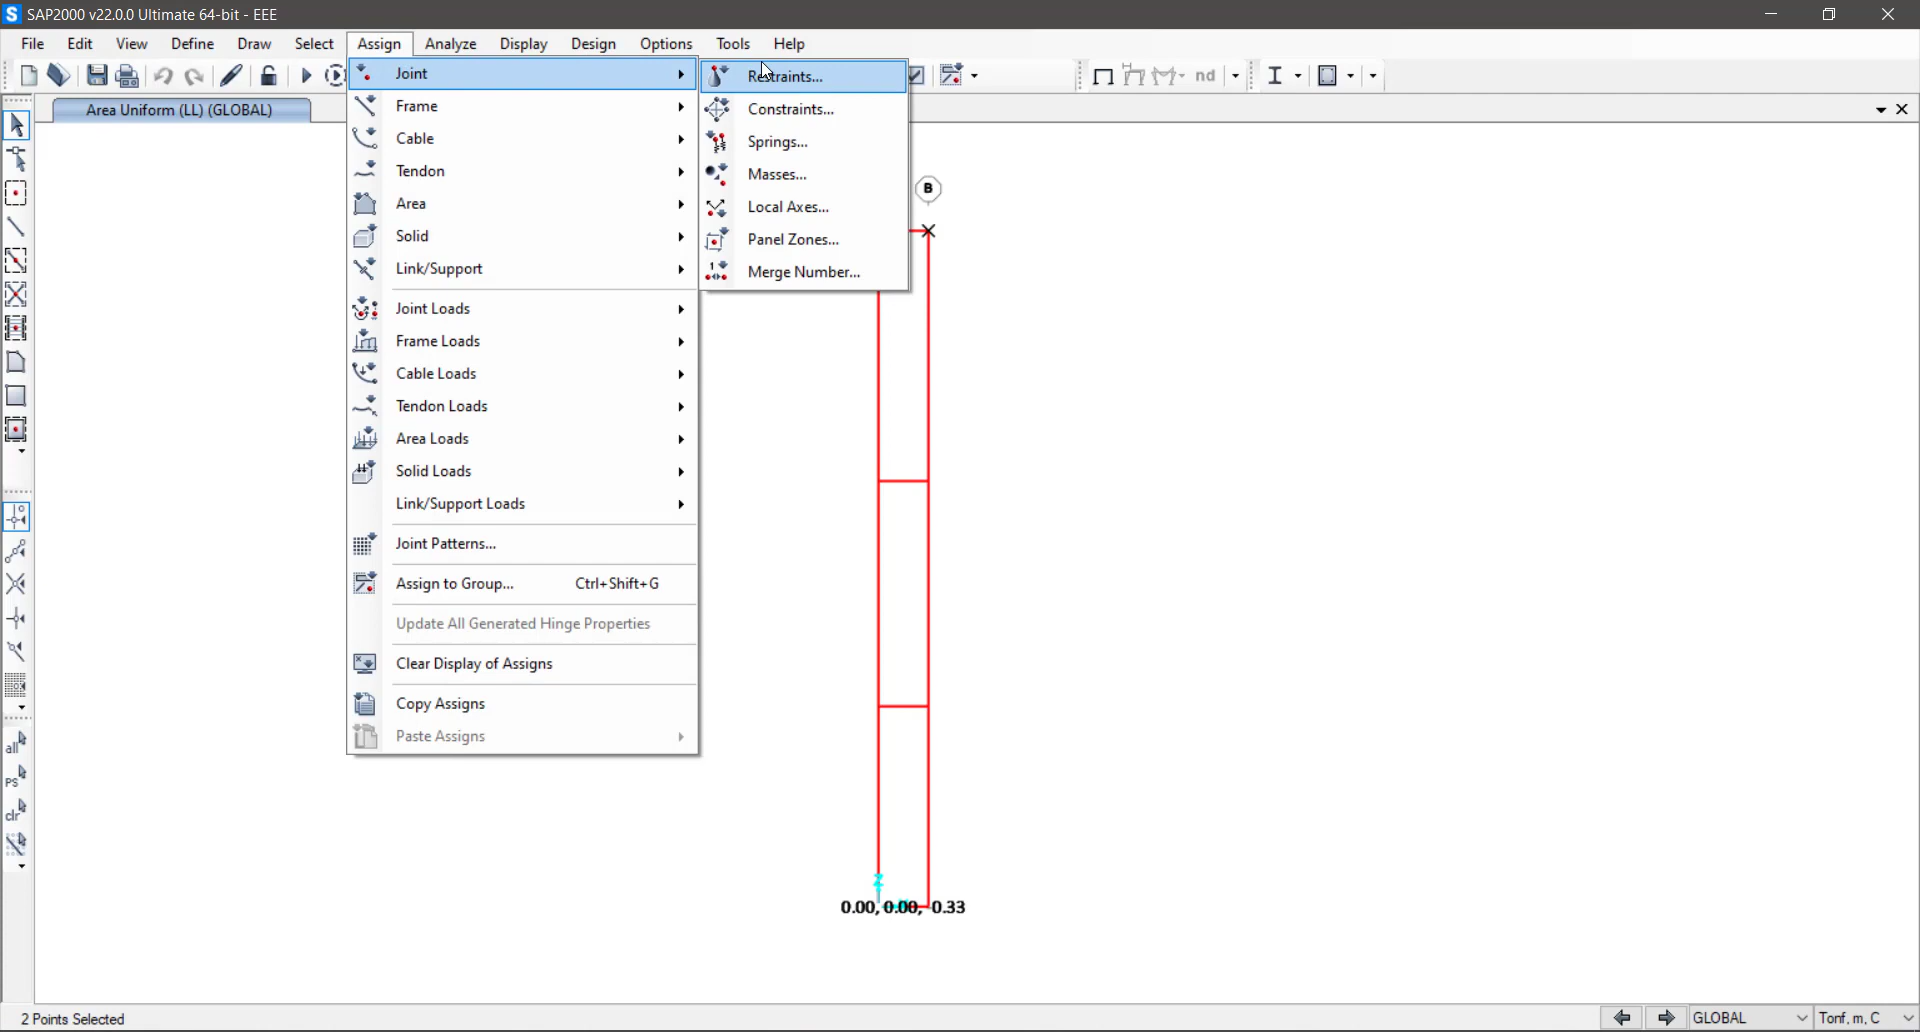 SAP2000 v22.0.0 Ultimate 64-bit - EEE
File Edit View Define Draw Select Assign Analyze Display Design Options Tools Help
nd
Area Uniform (LL) (GLOBAL)
Joint
Frame
Cable
Tendon
Area
Solid
Link/Support
Joint Loads
Frame Loads
Cable Loads
Tendon Loads
Area Loads
Solid Loads
Link/Support Loads
Joint Patterns...
Assign to Group... Ctrl+Shift+G
Update All Generated Hinge Properties
Clear Display of Assigns
Copy Assigns
Paste Assigns
Restraints...
Constraints...
Springs...
Masses...
Local Axes...
Panel Zones...
Merge Number...
B
all
ps
clr
0.00, 0.00, -0.33
2 Points Selected
GLOBAL
Tonf, m, C